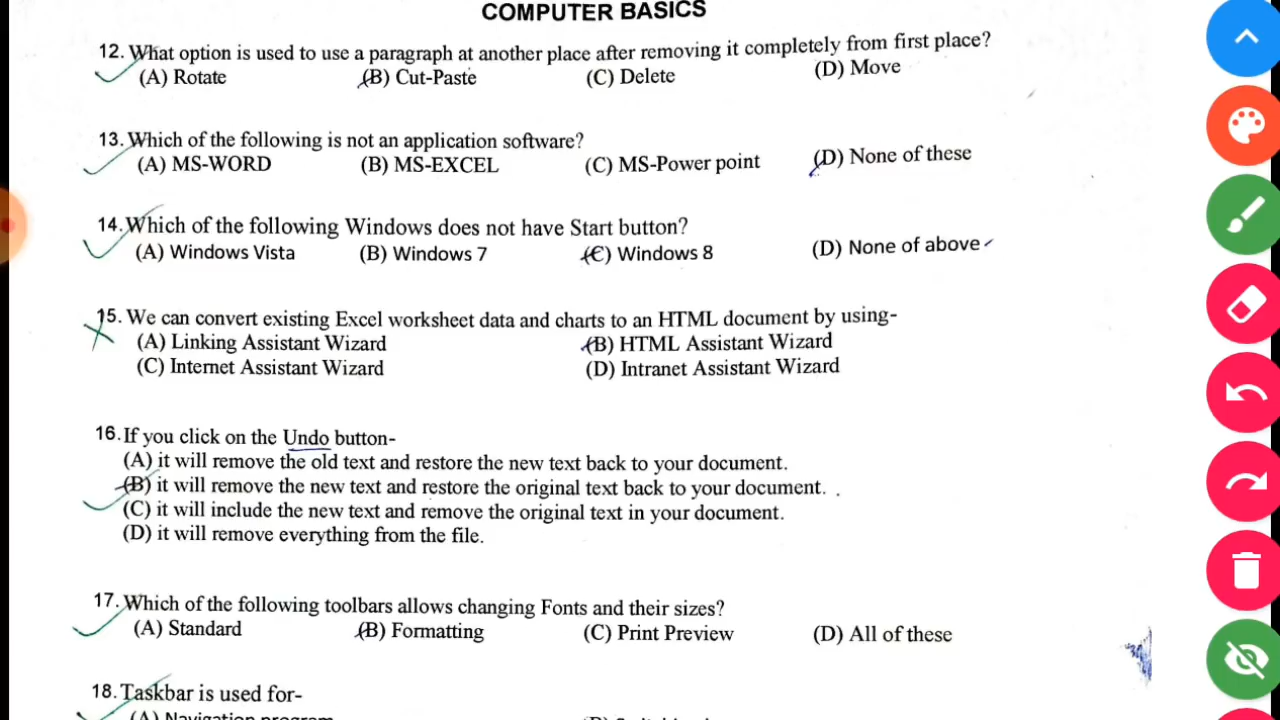 COMPUTER BASICS
12. What option is used to use a paragraph at another place after removing it completely from first place?
(A) Rotate (B) Cut-Paste (C) Delete (D) Move
13. Which of the following is not an application software?
(A) MS-WORD (B) MS-EXCEL (C) MS-Power point (D) None of these
14. Which of the following Windows does not have Start button?
(A) Windows Vista (B) Windows 7 (C) Windows 8 (D) None of above
15. We can convert existing Excel worksheet data and charts to an HTML document by using-
(A) Linking Assistant Wizard (B) HTML Assistant Wizard
(C) Internet Assistant Wizard (D) Intranet Assistant Wizard
16. If you click on the Undo button-
(A) it will remove the old text and restore the new text back to your document.
(B) it will remove the new text and restore the original text back to your document.
(C) it will include the new text and remove the original text in your document.
(D) it will remove everything from the file.
17. Which of the following toolbars allows changing Fonts and their sizes?
(A) Standard (B) Formatting (C) Print Preview (D) All of these
18. Taskbar is used for-
(A) Navigation program